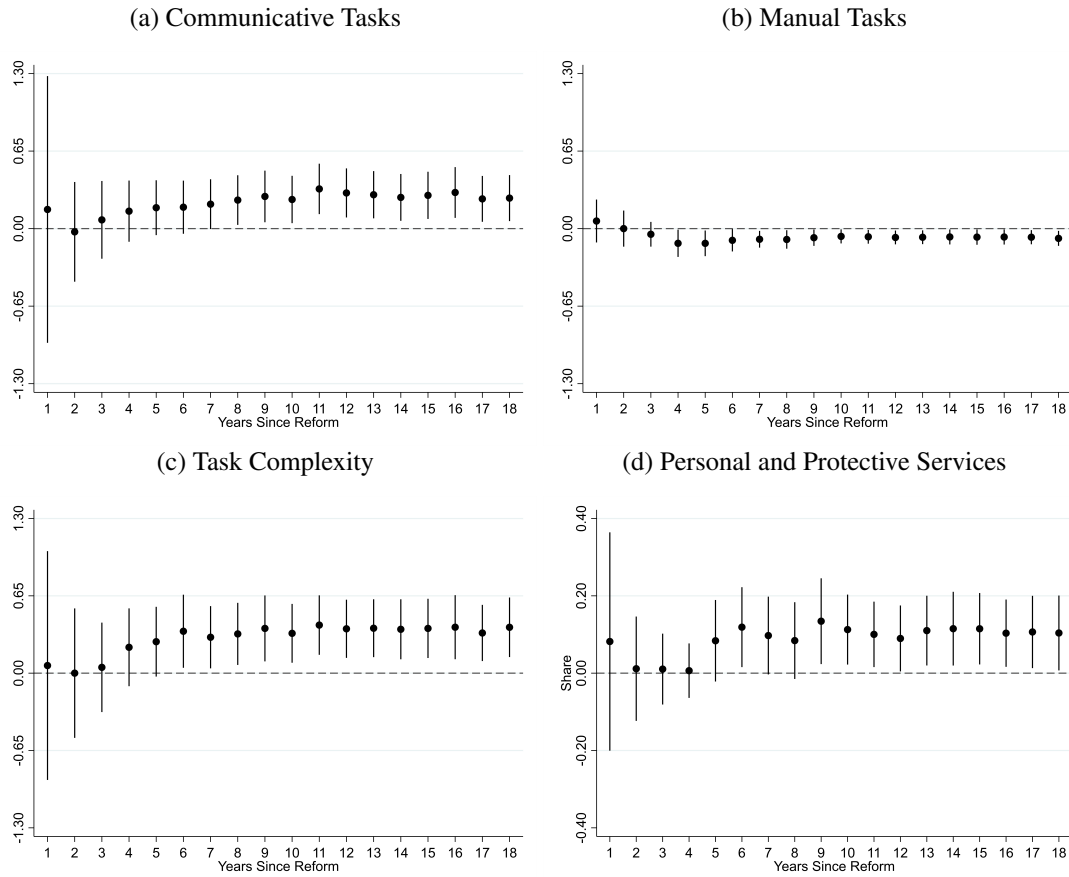 (a) Communicative Tasks
1.30
0.65
0.00
-0.65
-1.30
1 2 3 4 5 6 7 8 9 10 11 12 13 14 15 16 17 18
Years Since Reform
(b) Manual Tasks
1.30
0.65
0.00
-0.65
-1.30
1 2 3 4 5 6 7 8 9 10 11 12 13 14 15 16 17 18
Years Since Reform
(c) Task Complexity
1.30
0.65
0.00
-0.65
-1.30
1 2 3 4 5 6 7 8 9 10 11 12 13 14 15 16 17 18
Years Since Reform
(d) Personal and Protective Services
Share
0.40
0.20
0.00
-0.20
-0.40
1 2 3 4 5 6 7 8 9 10 11 12 13 14 15 16 17 18
Years Since Reform